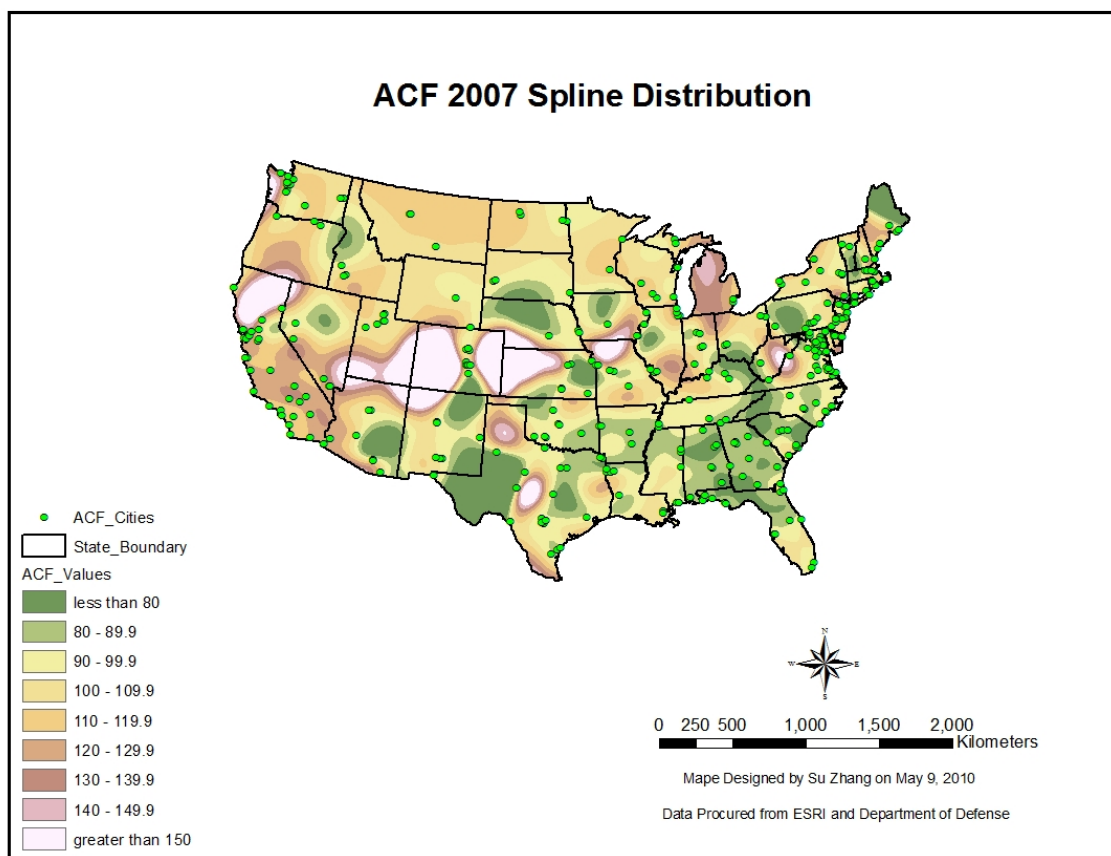 ACF 2007 Spline Distribution
ACF_Cities
State_Boundary
ACF_Values
less than 80
80 - 89.9
90 - 99.9
100 - 109.9
110 - 119.9
120 - 129.9
130 - 139.9
140 - 149.9
greater than 150
N
W E
S
0 250 500 1,000 1,500 2,000
Kilometers
Mape Designed by Su Zhang on May 9, 2010
Data Procured from ESRI and Department of Defense